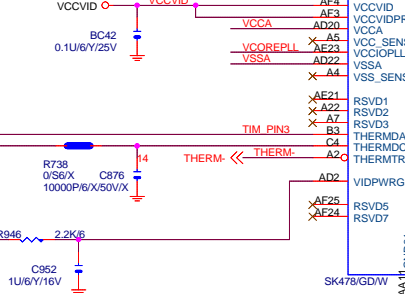 VCCVID
VCCVID
AF4
VCCVID
AF3
VCCVIDPR
VCCA
AD20
VCCA
BC42
0.1U/6/Y/25V
A5
VCC_SENS
VCOREPLL
AE23
VCCIOPLL
VSSA
AD22
VSSA
A4
VSS_SENS
AE21
RSVD1
A22
RSVD2
A7
RSVD3
TIM_PIN3
B3
THERMDA
C4
THERMDC
14
THERM-
THERM-
A2
THERMTR
R738
0/S6/X
10000P/6/X/50V/X
C876
AD2
VIDPWRG
AF25
RSVD5
AF24
RSVD7
R946
2.2K/6
C952
1U/6/Y/16V
SK478/GD/W
AA11